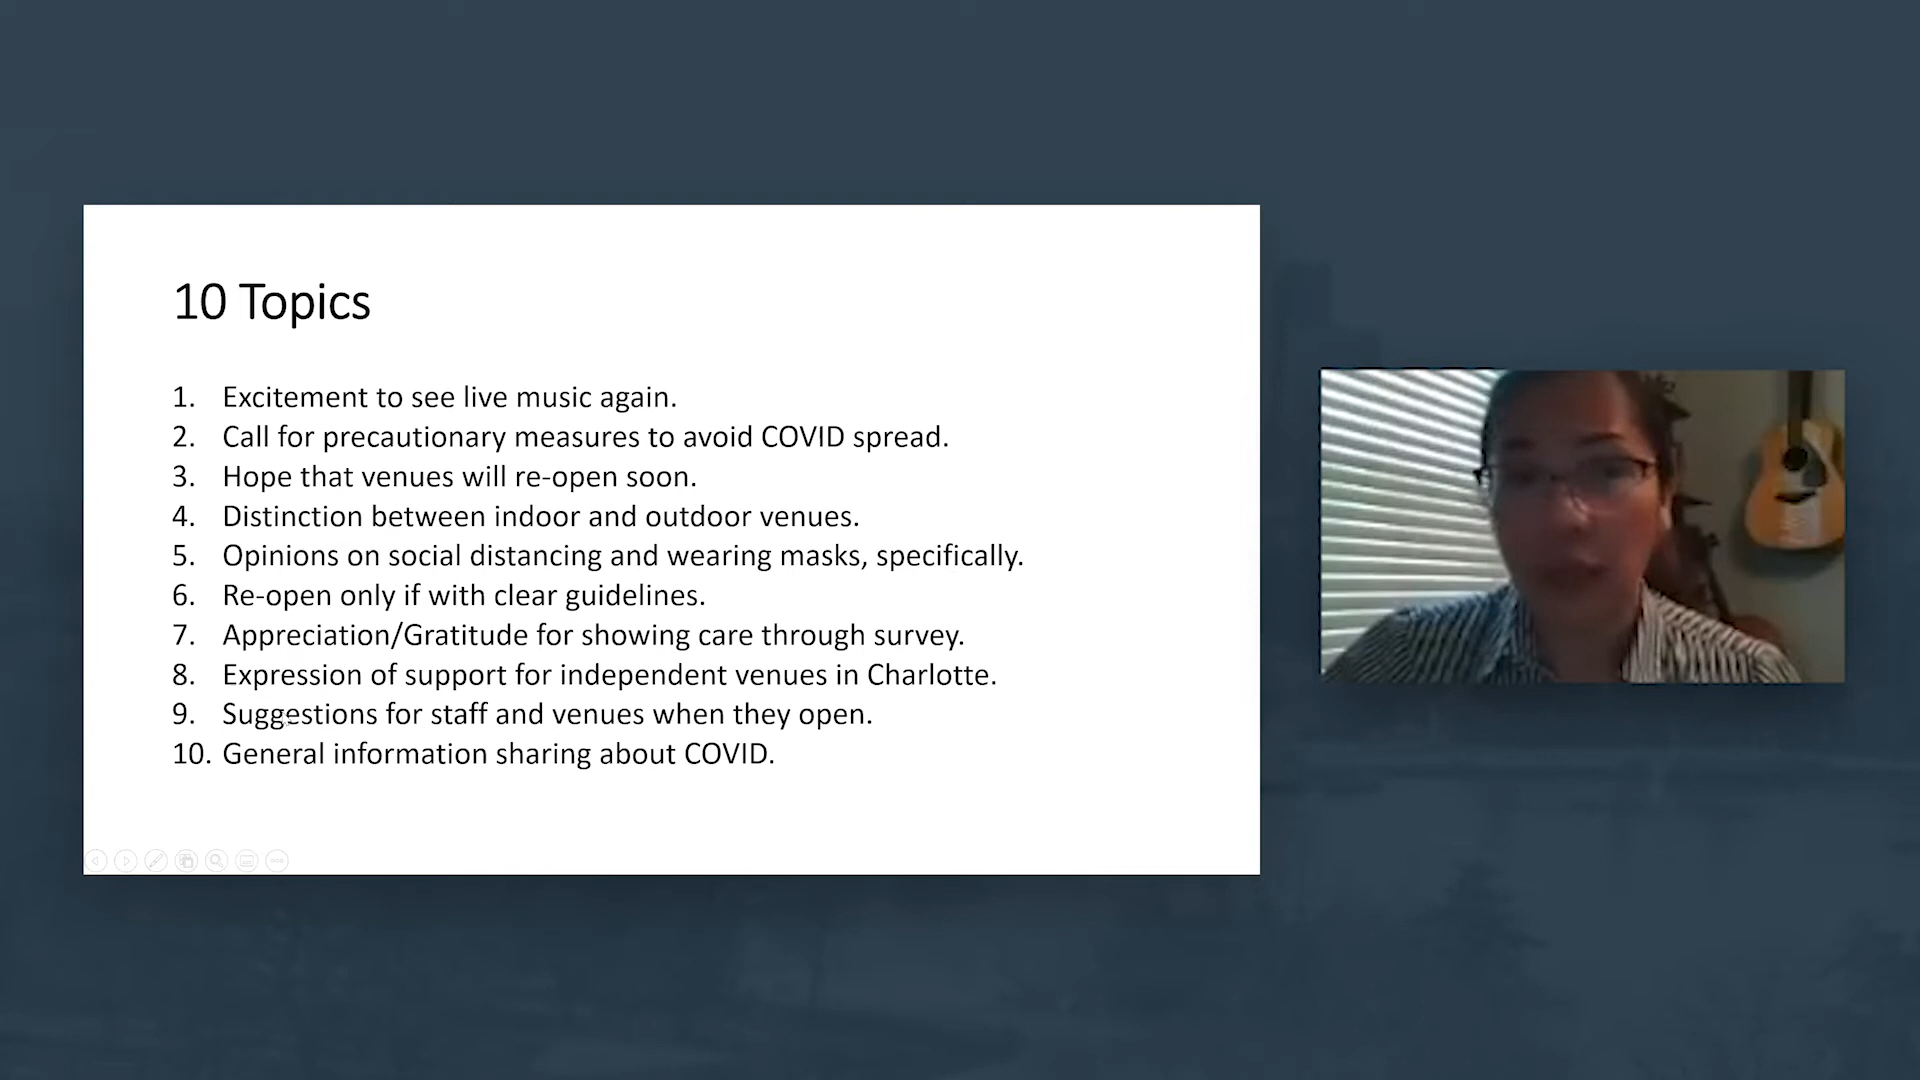 10 Topics
1. Excitement to see live music again.
2. Call for precautionary measures to avoid COVID spread.
3. Hope that venues will re-open soon.
4. Distinction between indoor and outdoor venues.
5. Opinions on social distancing and wearing masks, specifically.
6. Re-open only if with clear guidelines.
7. Appreciation/Gratitude for showing care through survey.
8. Expression of support for independent venues in Charlotte.
9. Suggestions for staff and venues when they open.
10. General information sharing about COVID.